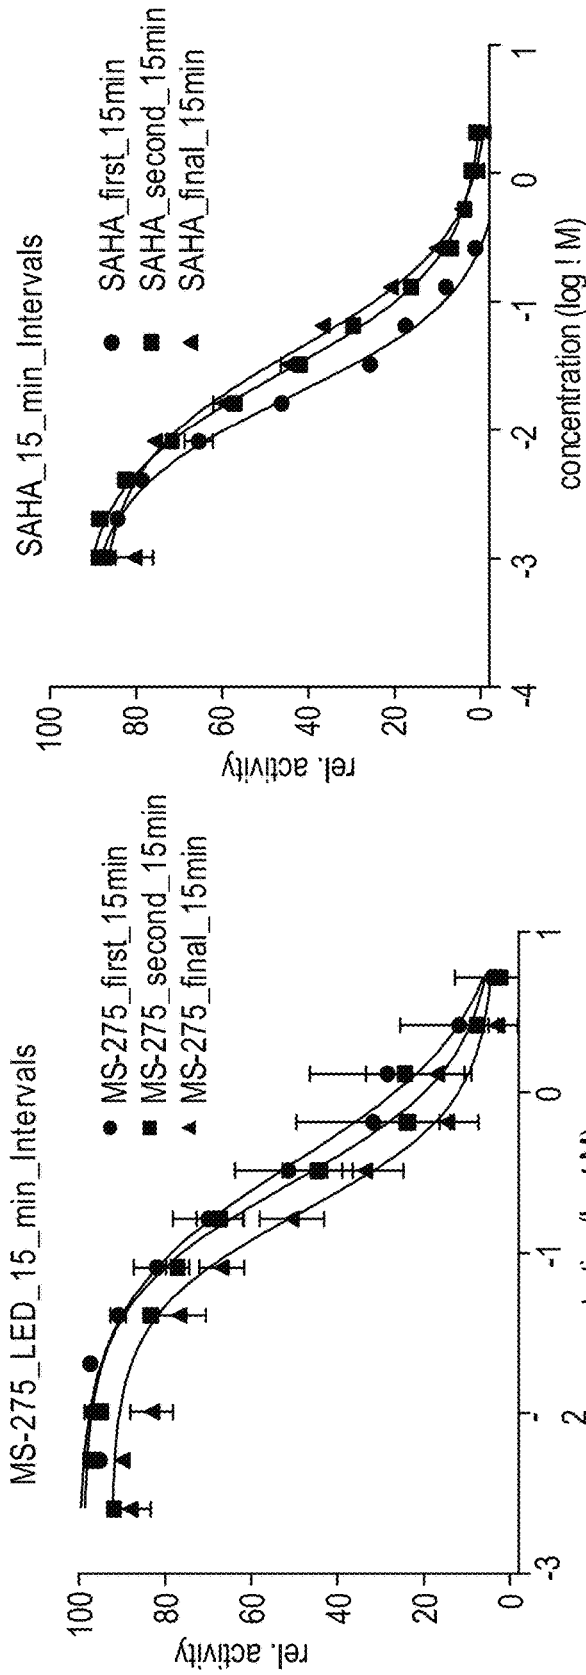 MS-275_LED_15_min_Intervals
MS-275_first_15min
MS-275_second_15min
MS-275_final_15min
rel. activity
100
80
60
40
20
0
-3
2
-1
0
1
SAHA_15_min_Intervals
SAHA_first_15min
SAHA_second_15min
SAHA_final_15min
rel. activity
100
80
60
40
20
0
-4
-3
-2
-1
0
1
concentration (log ! M)